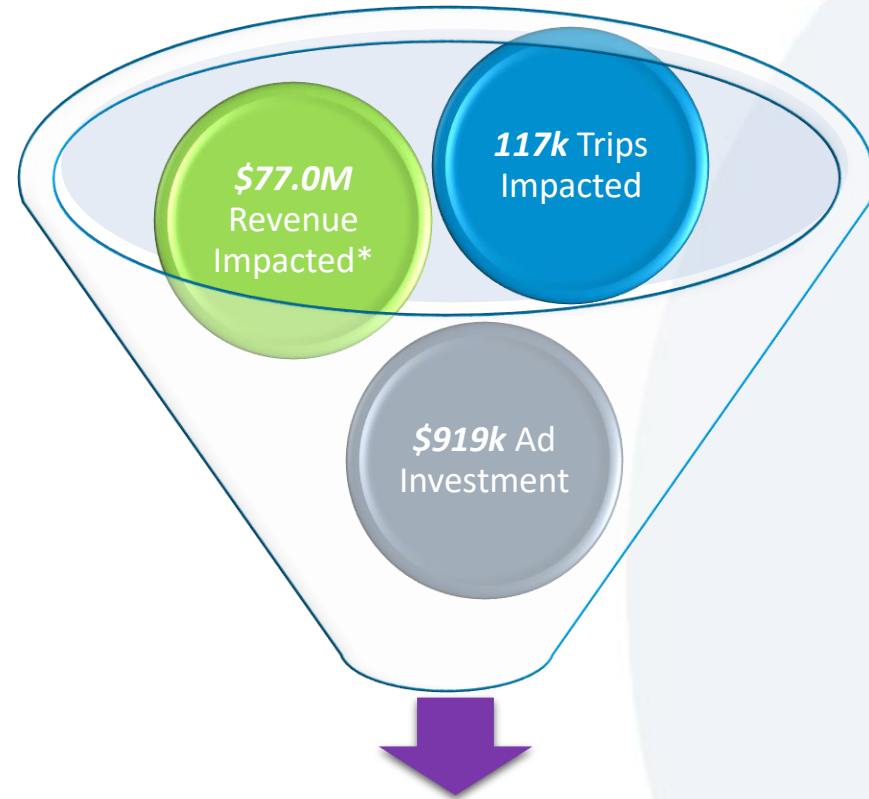 $77.0M
Revenue
Impacted*
117k Trips
Impacted
$919k Ad
Investment